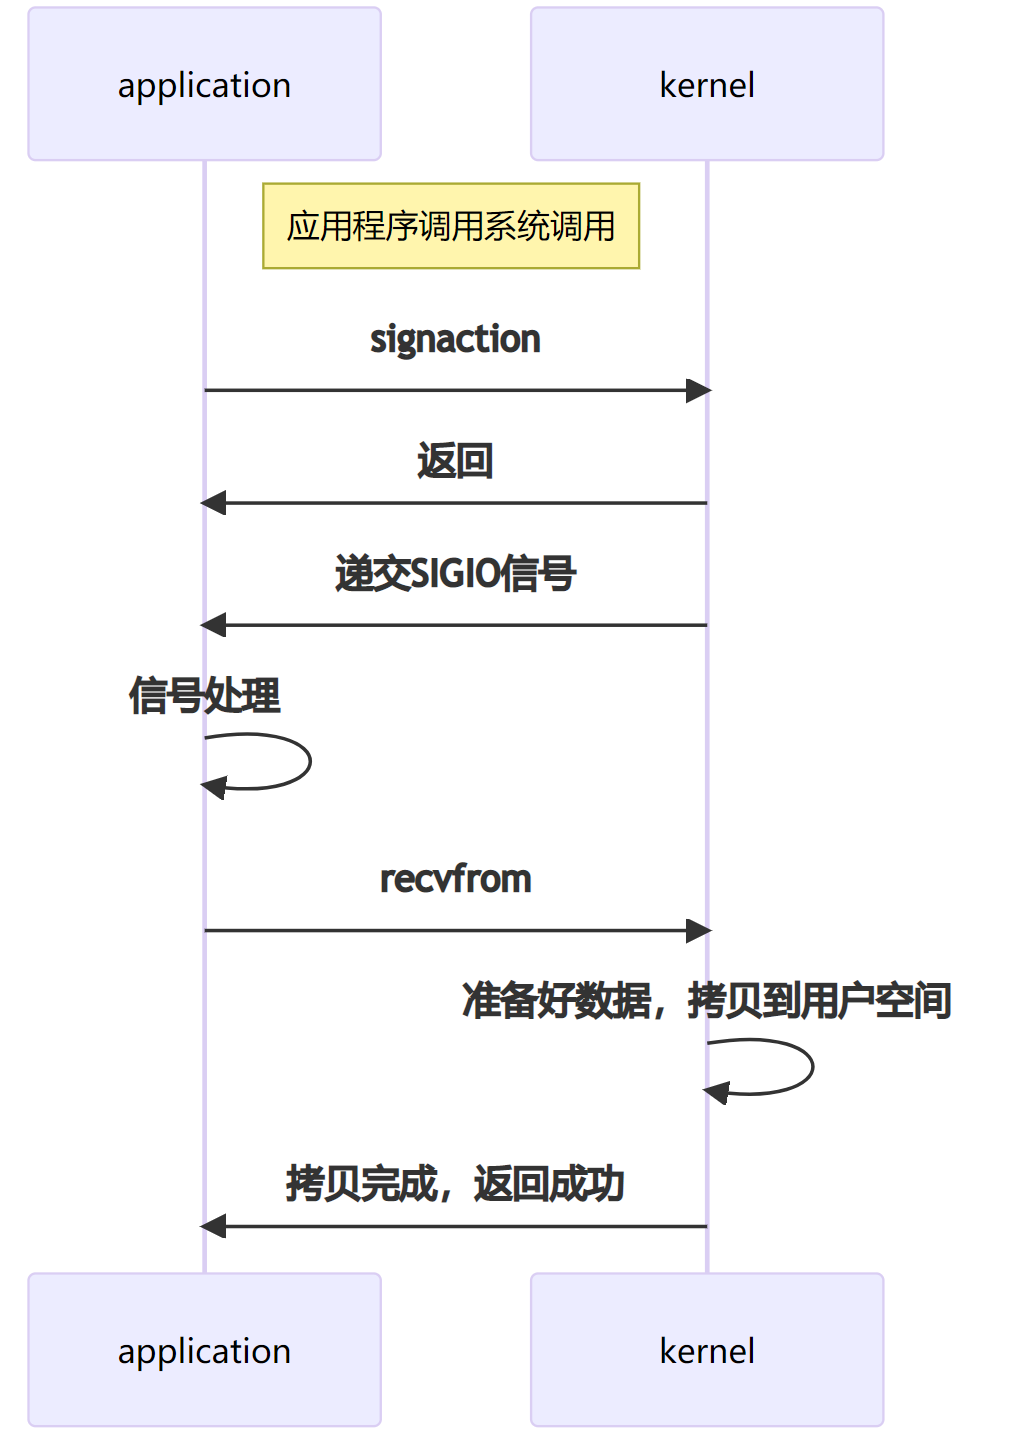 application
kernel
应用程序调用系统调用
signaction
返回
递交SIGIO信号
信号处理
recvfrom
准备好数据，拷贝到用户空间
拷贝完成，返回成功
application
kernel